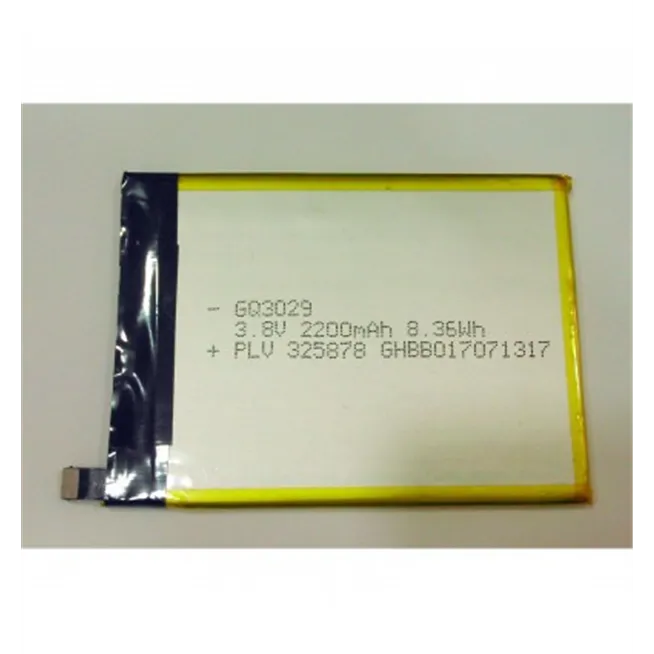 - GQ3029
3.8V 2200mAh 8.36Wh
+ PLV 325878 GHBB017071317